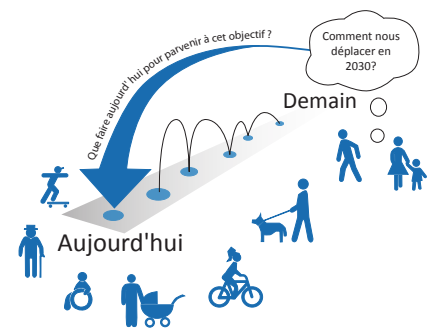 Comment nous
déplacer en
2030?
Que faire aujourd' hui pour parvenir à cet objectif ?
Demain
Aujourd'hui